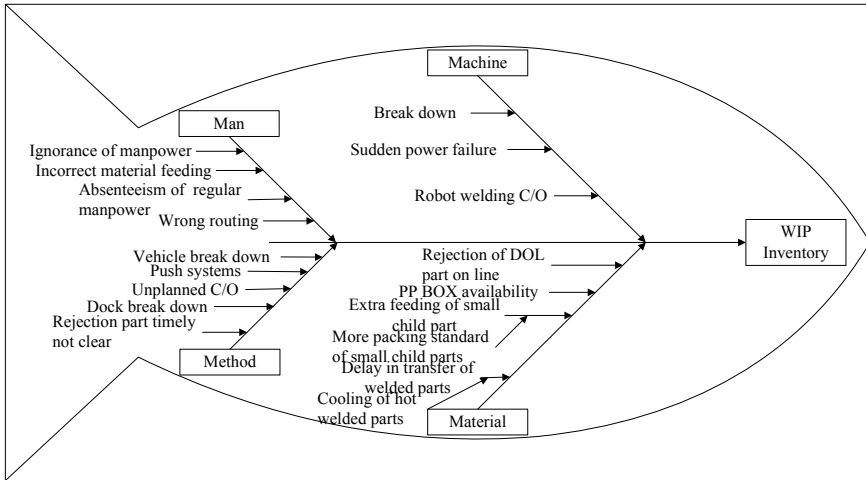 Machine
Break down
Sudden power failure
Robot welding C/O
Man
Ignorance of manpower
Incorrect material feeding
Absenteeism of regular
manpower
Wrong routing
WIP
Inventory
Vehicle break down
Push systems
Unplanned C/O
Dock break down
Rejection part timely
not clear
Method
Rejection of DOL
part on line
PP BOX availability
Extra feeding of small
child part
More packing standard
of small child parts
Delay in transfer of
welded parts
Cooling of hot
welded parts
Material